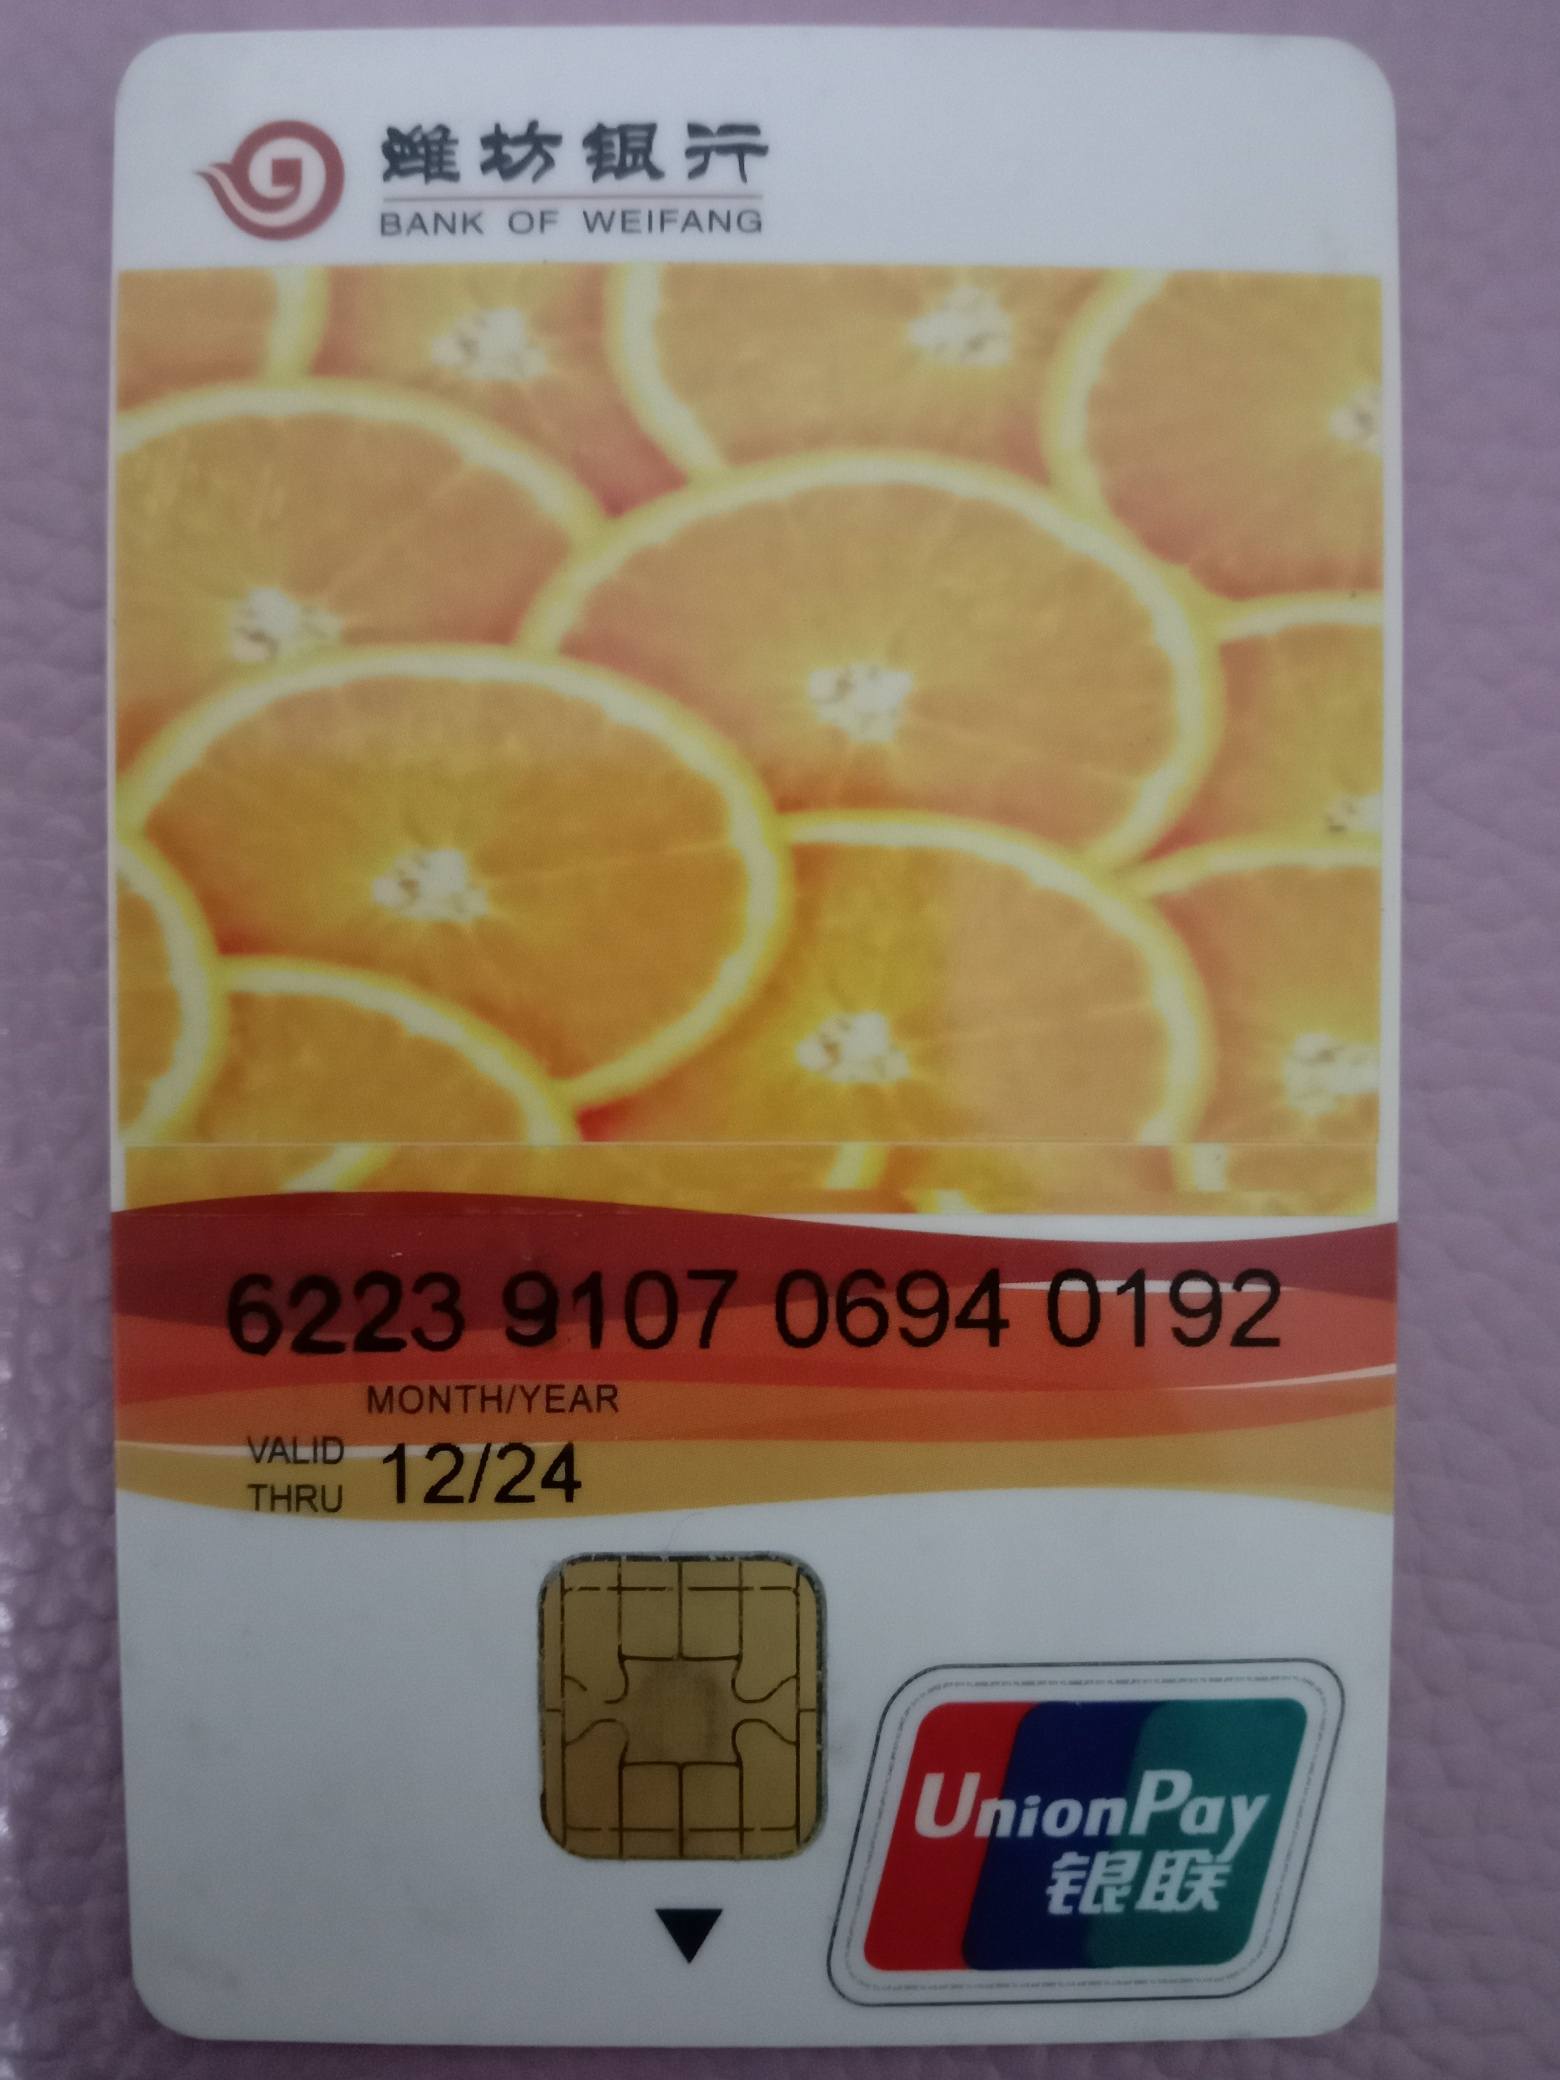 潍坊银行
BANK OF WEIFANG
6223 9107 0694 0192
MONTH/YEAR
VALID THRU 12/24
UnionPay
银联